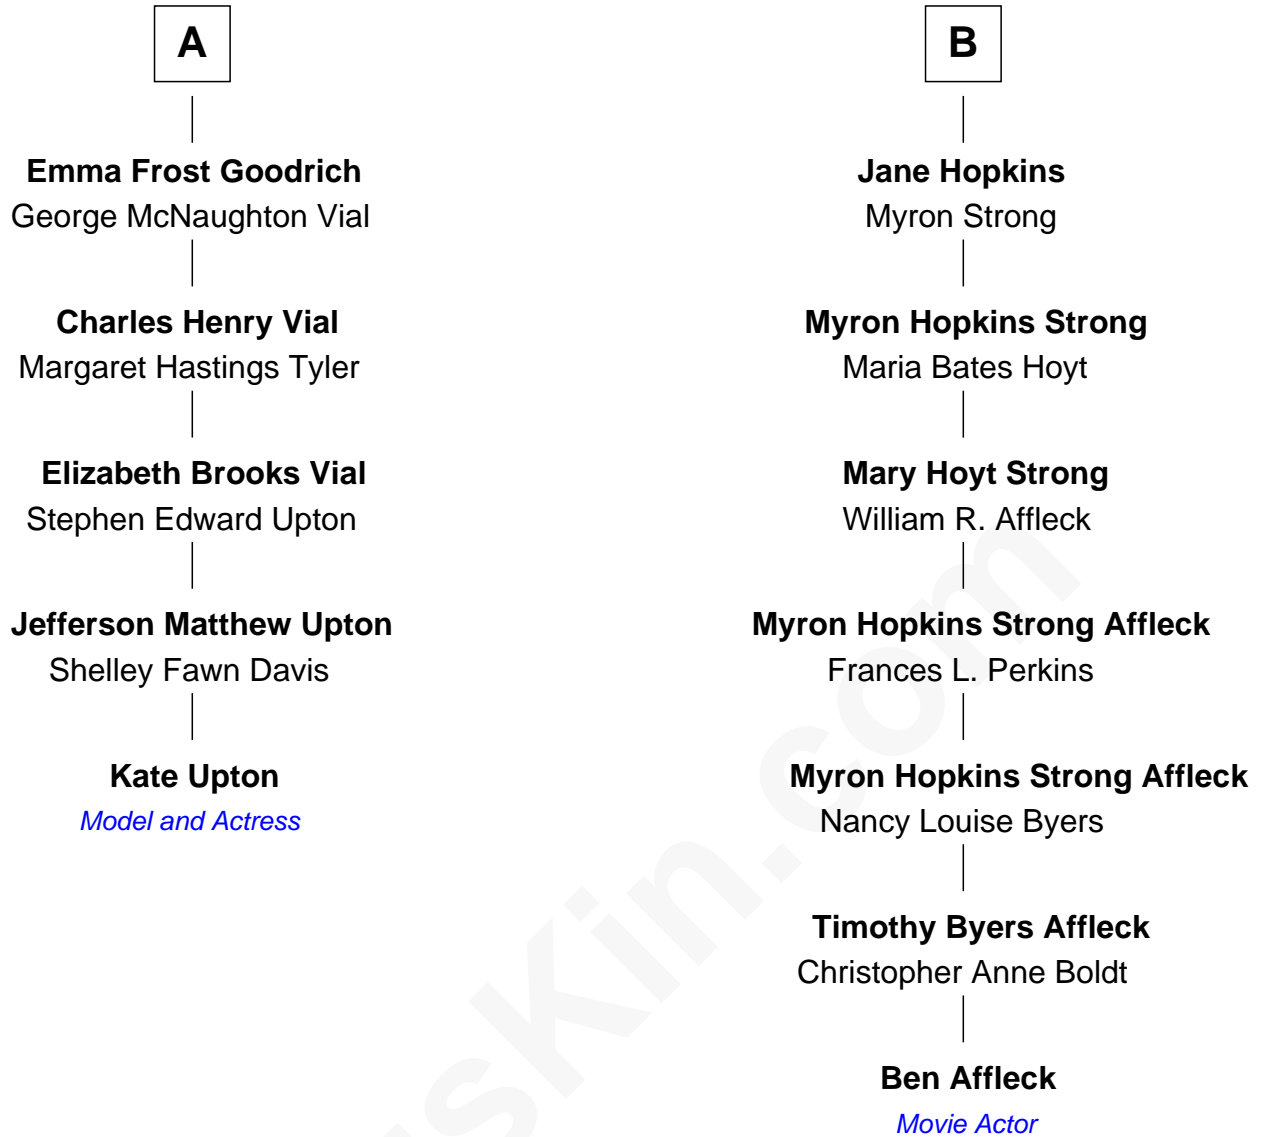 A
Emma Frost Goodrich
George McNaughton Vial
Charles Henry Vial
Margaret Hastings Tyler
Elizabeth Brooks Vial
Stephen Edward Upton
Jefferson Matthew Upton
Shelley Fawn Davis
Kate Upton
Model and Actress
B
Jane Hopkins
Myron Strong
Myron Hopkins Strong
Maria Bates Hoyt
Mary Hoyt Strong
William R. Affleck
Myron Hopkins Strong Affleck
Frances L. Perkins
Myron Hopkins Strong Affleck
Nancy Louise Byers
Timothy Byers Affleck
Christopher Anne Boldt
Ben Affleck
Movie Actor
sKin.com